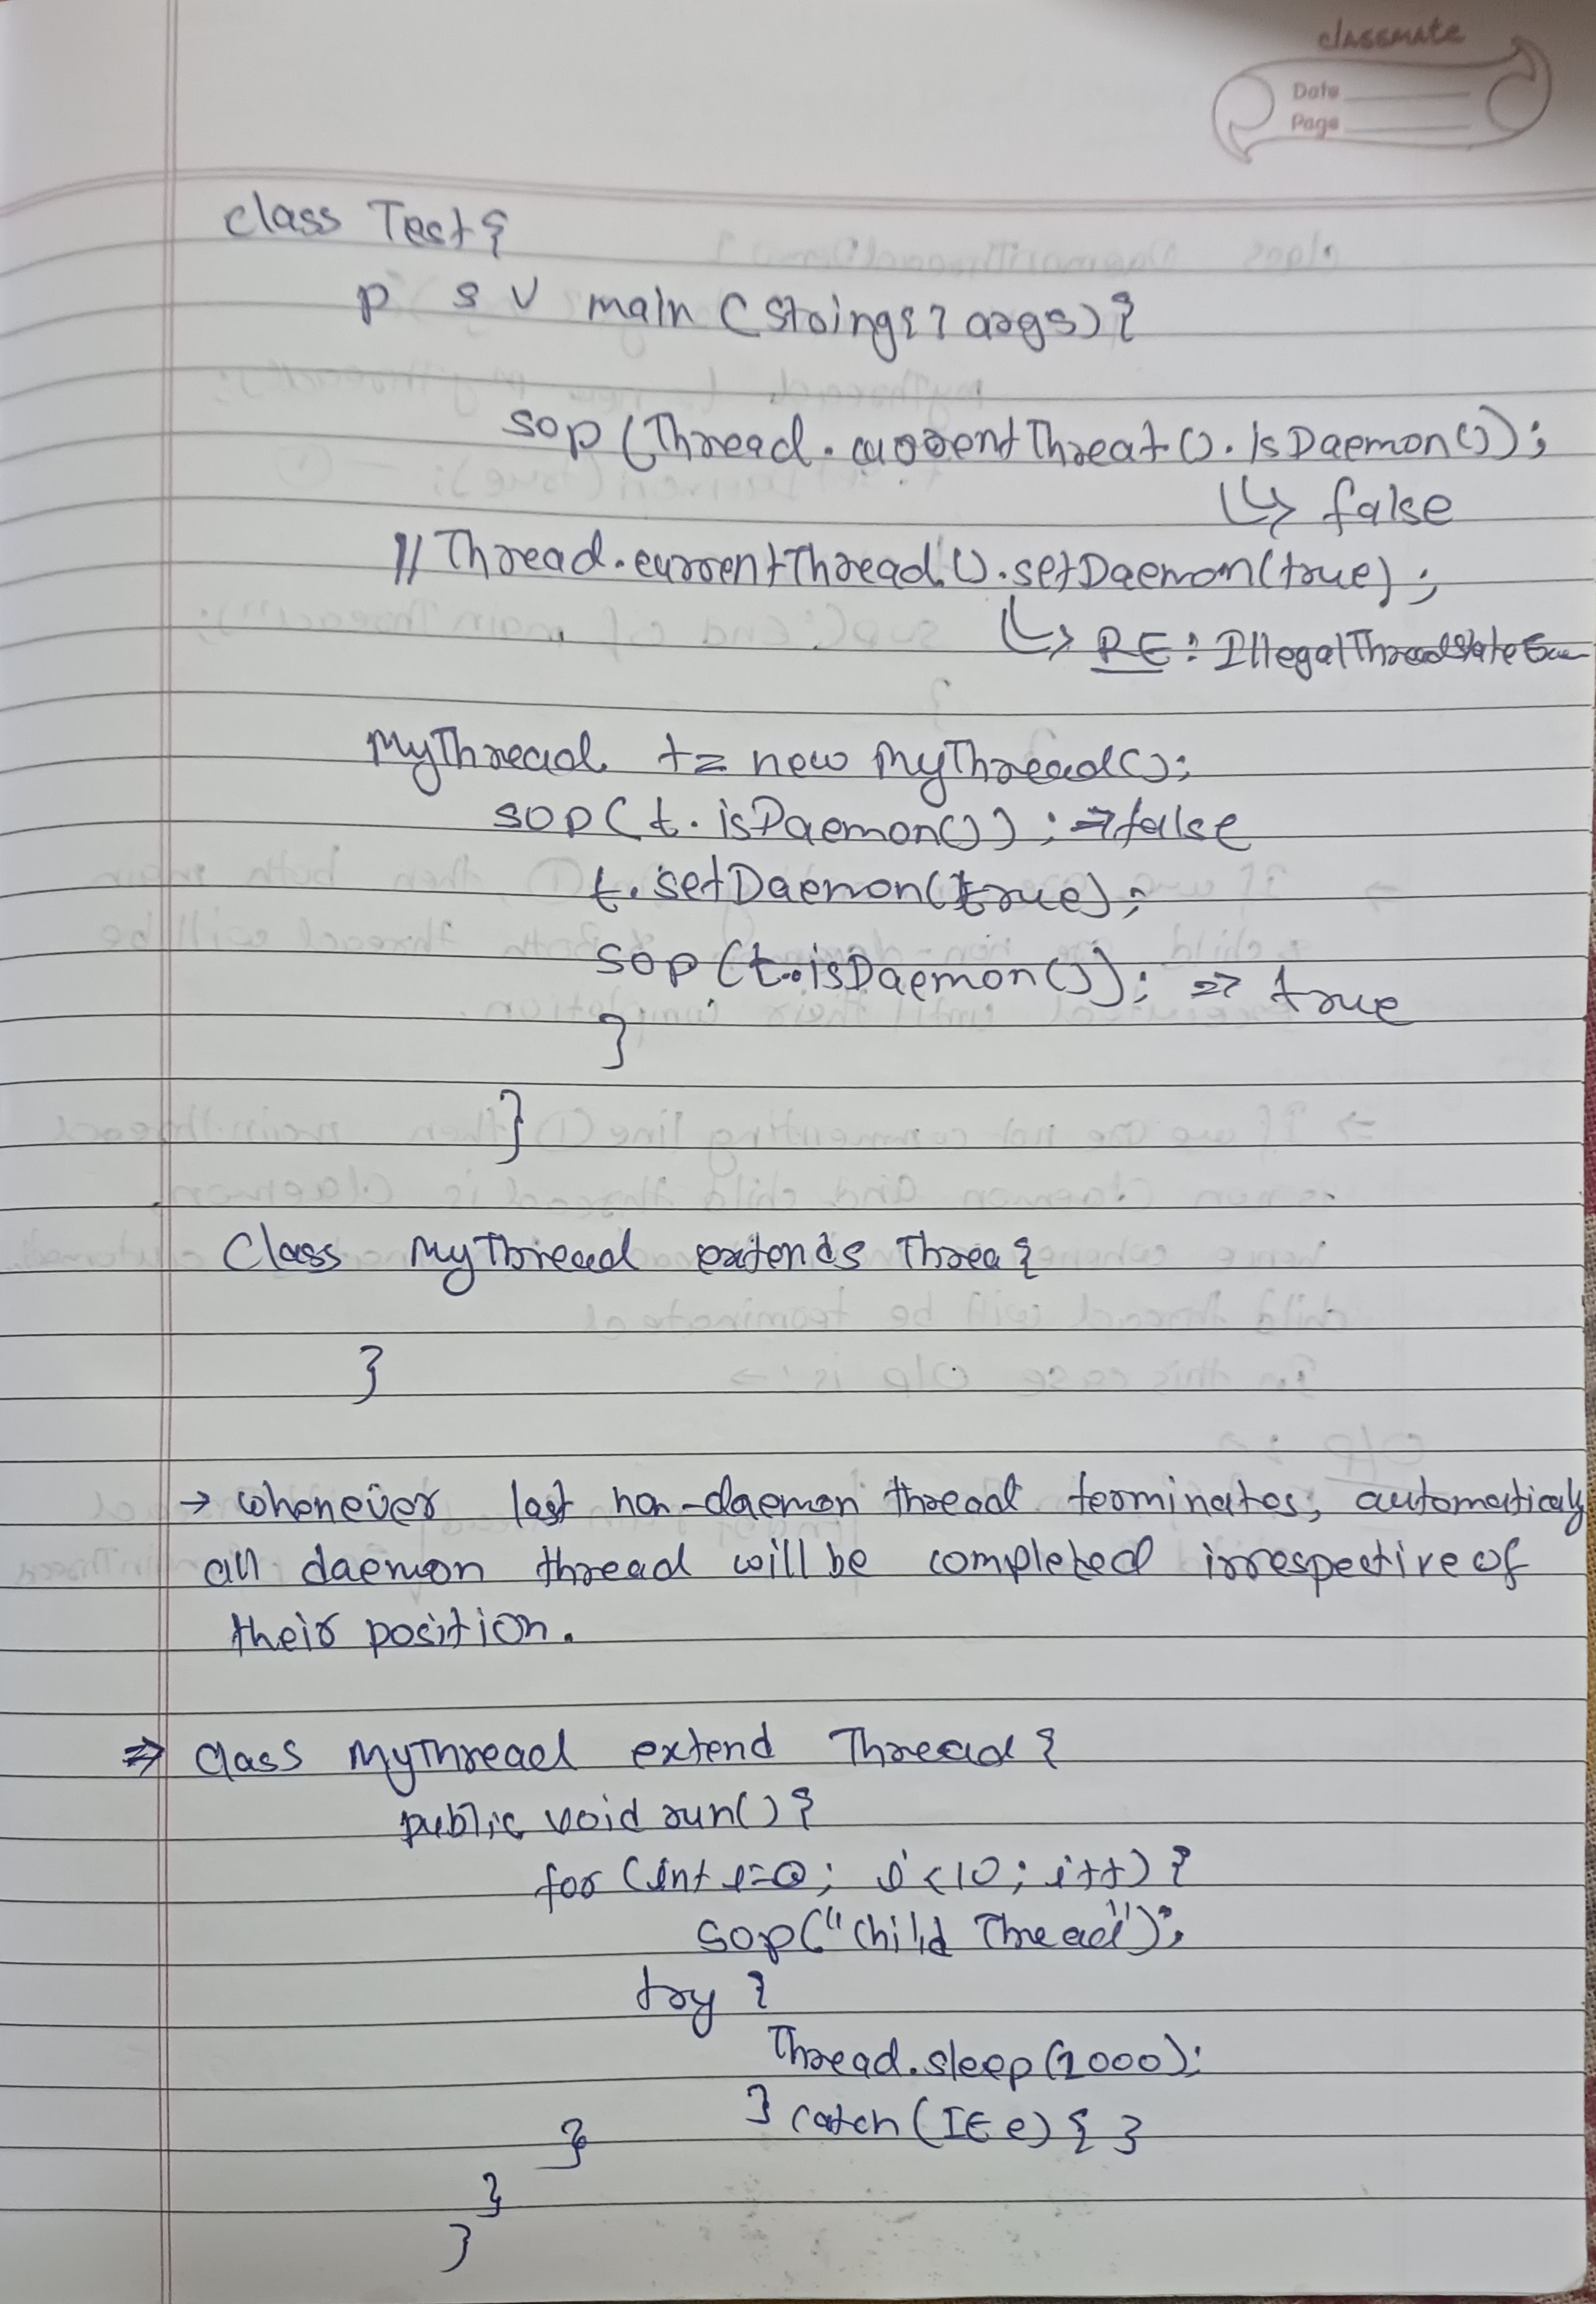 classmate
Date
Page
class Test{
p s v main (String[] args){
sop (Thread.currentThreat().isDaemon());
↳ false
// Thread.currentThread().setDaemon(true);
↳ RE: IllegalThreadState
MyThread t= new MyThread();
SOP(t.isDaemon()); ⇒ false
t.setDaemon(true);
sop (t.isDaemon()); => true
}
}
Class MyThread extends Threa {
}
→ whenever last non-daemon thread terminates, automaticaly
all daemon thread will be completed irrespective of
their position.
⇒ class MyThread extend Thread {
public void run() {
for (int i=0; i<10; i++) {
sop("Child Thread");
try {
Thread.sleep(2000);
} catch(IE e) { }
}
}
}